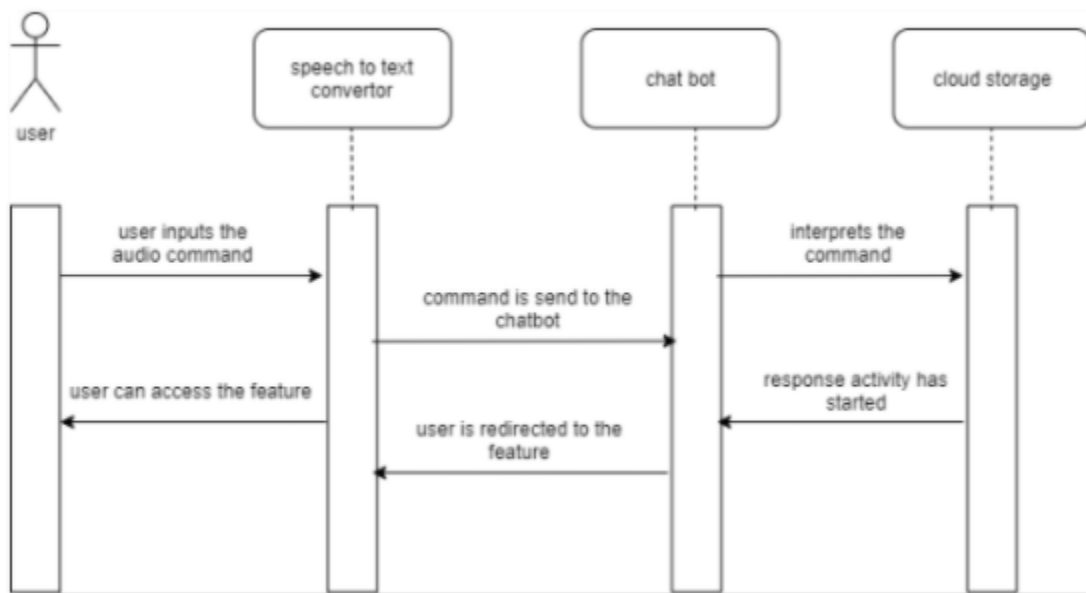 speech to text
convertor
chat bot
cloud storage
user
user inputs the
audio command
interprets the
command
command is send to the
chatbot
user can access the feature
response activity has
started
user is redirected to the
feature